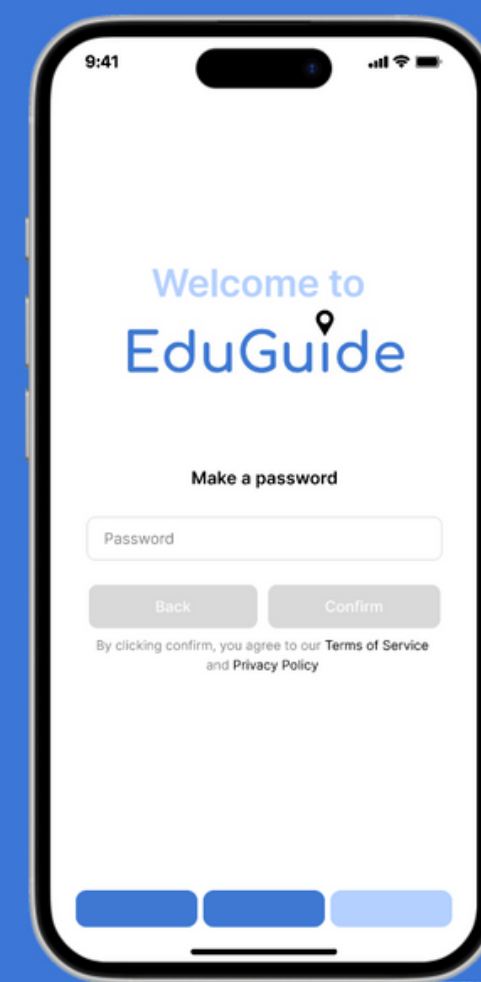 9:41
Welcome to
EduGuide
Make a password
Password
Back Confirm
By clicking confirm, you agree to our Terms of Service
and Privacy Policy